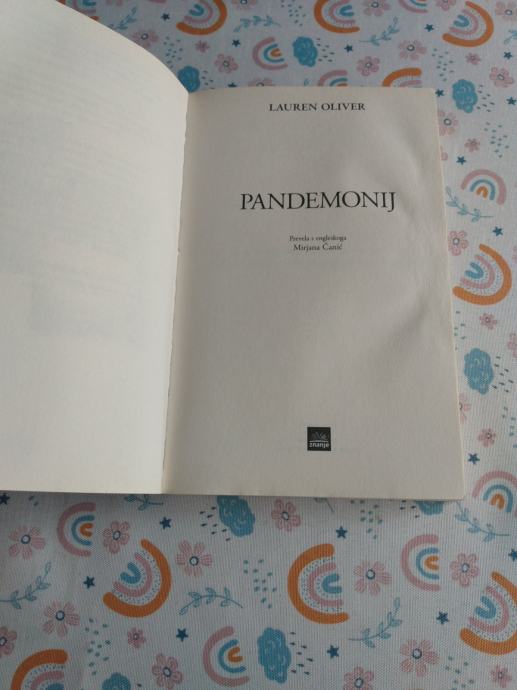 LAUREN OLIVER
PANDEMONIJ
Prevela s engleskoga
Mirjana Čanić
znanje